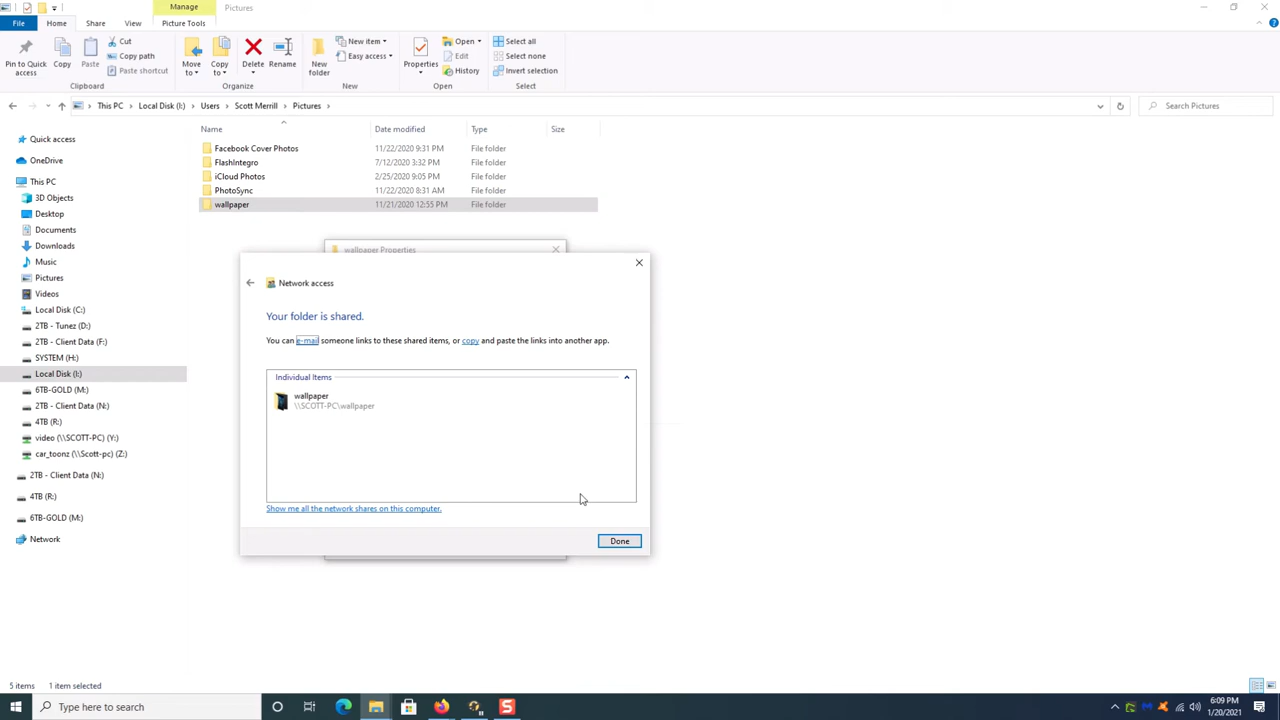 Manage Pictures
File Home Share View Picture Tools
Pin to Quick access
Copy
Paste
Cut
Copy path
Paste shortcut
Clipboard
Move to
Copy to
Delete
Rename
Organize
New folder
New item
Easy access
New
Properties
Open
Edit
History
Open
Select all
Select none
Invert selection
Select
This PC > Local Disk (I:) > Users > Scott Merrill > Pictures >
Search Pictures
Name Date modified Type Size
Facebook Cover Photos 11/22/2020 9:31 PM File folder
FlashIntegro 7/12/2020 3:32 PM File folder
iCloud Photos 2/25/2020 9:05 PM File folder
PhotoSync 11/22/2020 8:31 AM File folder
wallpaper 11/21/2020 12:55 PM File folder
Quick access
OneDrive
This PC
3D Objects
Desktop
Documents
Downloads
Music
Pictures
Videos
Local Disk (C:)
2TB - Tunez (D:)
2TB - Client Data (F:)
SYSTEM (H:)
Local Disk (I:)
6TB-GOLD (M:)
2TB - Client Data (N:)
4TB (R:)
video (\\SCOTT-PC) (Y:)
car_toonz (\\Scott-pc) (Z:)
2TB - Client Data (N:)
4TB (R:)
6TB-GOLD (M:)
Network
wallpaper Properties
Network access
Your folder is shared.
You can e-mail someone links to these shared items, or copy and paste the links into another app.
Individual Items
wallpaper
\\SCOTT-PC\wallpaper
Show me all the network shares on this computer.
Done
5 items 1 item selected
Type here to search
6:09 PM
1/20/2021